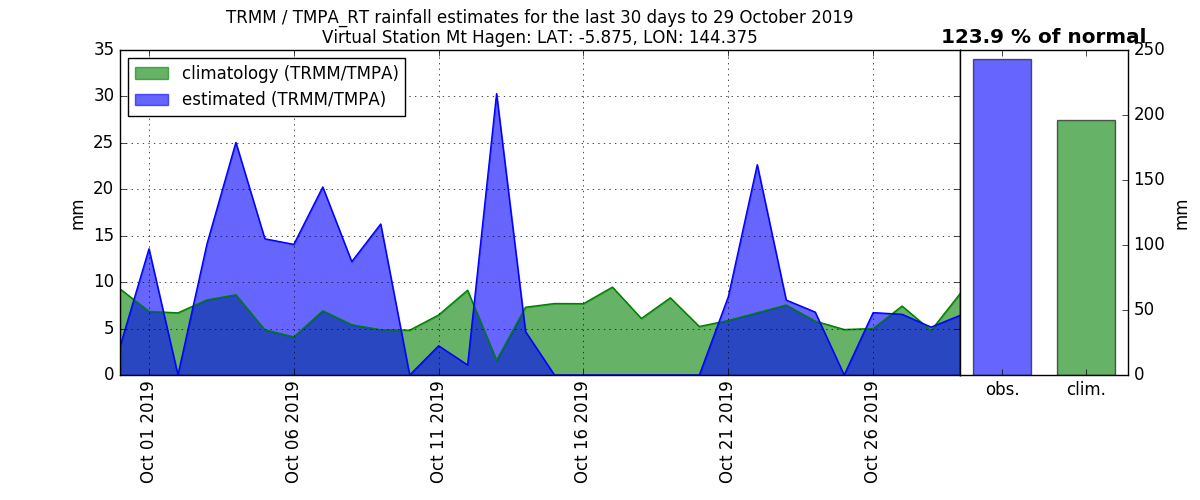 TRMM / TMPA_RT rainfall estimates for the last 30 days to 29 October 2019
Virtual Station Mt Hagen: LAT: -5.875, LON: 144.375
123.9 % of normal
climatology (TRMM/TMPA)
estimated (TRMM/TMPA)
mm
35
30
25
20
15
10
5
0
Oct 01 2019
Oct 06 2019
Oct 11 2019
Oct 16 2019
Oct 21 2019
Oct 26 2019
250
200
150
100
50
0
mm
obs.
clim.